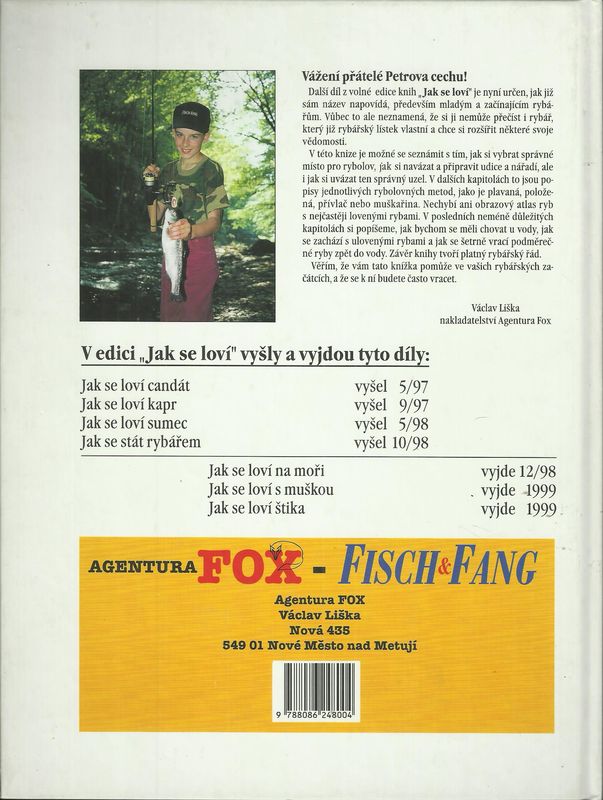 Vážení přátelé Petrova cechu!
Další díl z volné edice knih „Jak se loví" je nyní určen, jak již
sám název napovídá, především mladým a začínajícím rybá-
řům. Vůbec to ale neznamená, že si ji nemůže přečíst i rybář,
který již rybářský lístek vlastní a chce si rozšířit některé svoje
vědomosti.
V této knize je možné se seznámit s tím, jak si vybrat správné
místo pro rybolov, jak si navázat a připravit udice a nářadí, ale
i jak si uvázat ten správný uzel. V dalších kapitolách to jsou po-
pisy jednotlivých rybolovných metod, jako je plavaná, polože-
ná, přívlač nebo muškařina. Nechybí ani obrazový atlas ryb
s nejčastěji lovenými rybami. V posledních neméně důležitých
kapitolách si popíšeme, jak bychom se měli chovat u vody, jak
se zachází s ulovenými rybami a jak se šetrně vrací podměreč-
né ryby zpět do vody. Závěr knihy tvoří platný rybářský řád.
Věřím, že vám tato knížka pomůže ve vašich rybářských za-
čátcích, a že se k ní budete často vracet.
Václav Liška
nakladatelství Agentura Fox
V edici „Jak se loví" vyšly a vyjdou tyto díly:
Jak se loví candát vyšel 5/97
Jak se loví kapr vyšel 9/97
Jak se loví sumec vyšel 5/98
Jak se stát rybářem vyšel 10/98
Jak se loví na moři vyjde 12/98
Jak se loví s muškou vyjde 1999
Jak se loví štika vyjde 1999
AGENTURA FOX - FISCH & FANG
Agentura FOX
Václav Liška
Nová 435
549 01 Nové Město nad Metují
9 788086 248004